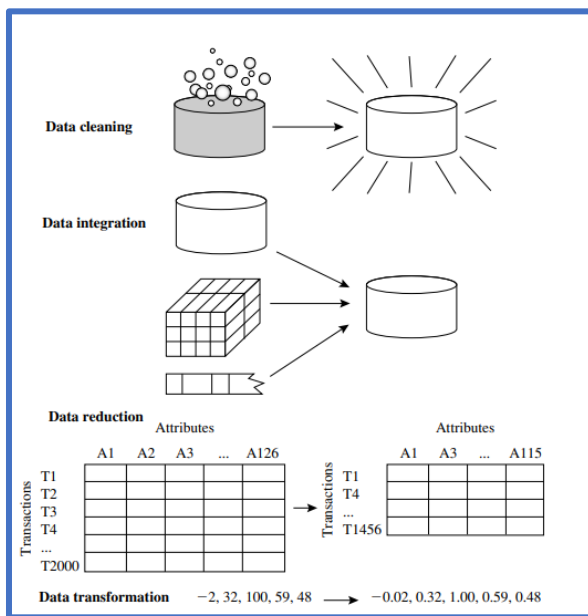 Data cleaning
Data integration
Data reduction
Attributes
A1 A2 A3 ... A126
Transactions
T1
T2
T3
T4
...
T2000
Attributes
A1 A3 ... A115
Transactions
T1
T4
...
T1456
Data transformation −2, 32, 100, 59, 48 −0.02, 0.32, 1.00, 0.59, 0.48